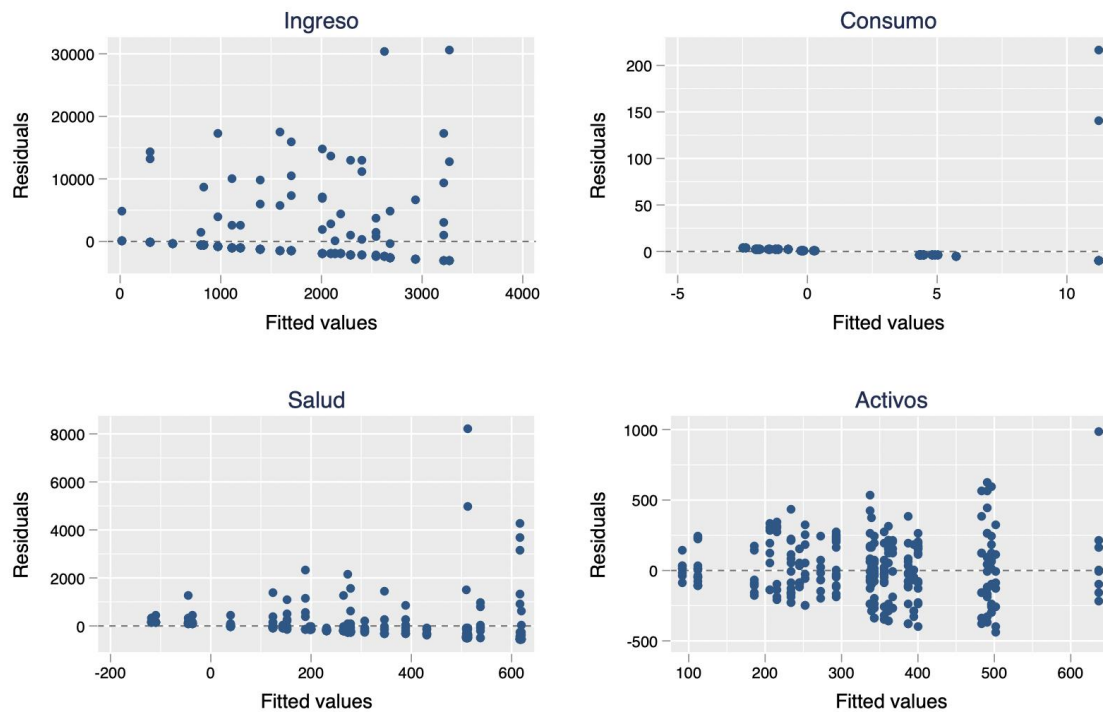 Ingreso
30000
20000
10000
0
Residuals
0 1000 2000 3000 4000
Fitted values
Consumo
200
150
100
50
0
Residuals
-5 0 5 10
Fitted values
Salud
8000
6000
4000
2000
0
Residuals
-200 0 200 400 600
Fitted values
Activos
1000
500
0
-500
Residuals
100 200 300 400 500 600
Fitted values